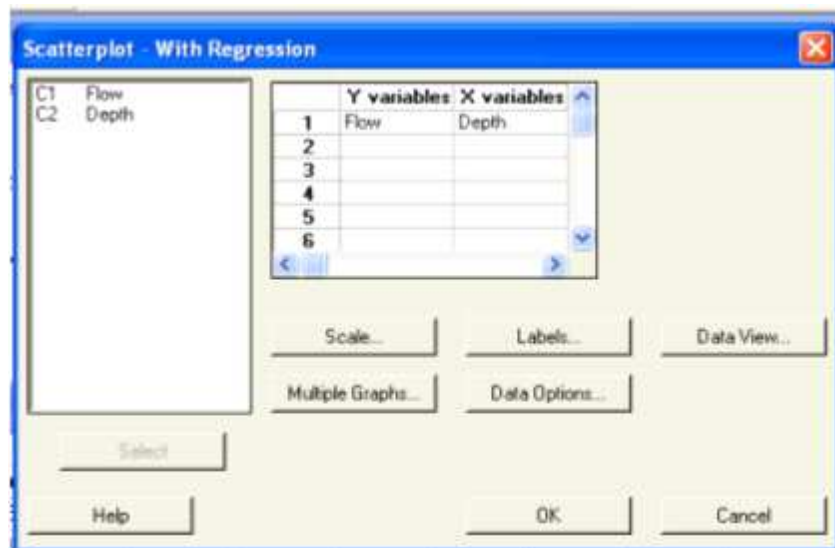 Scatterplot - With Regression
C1 Flow
C2 Depth
Y variables X variables
1 Flow Depth
2
3
4
5
6
Scale... Labels... Data View...
Multiple Graphs... Data Options...
Select
Help OK Cancel